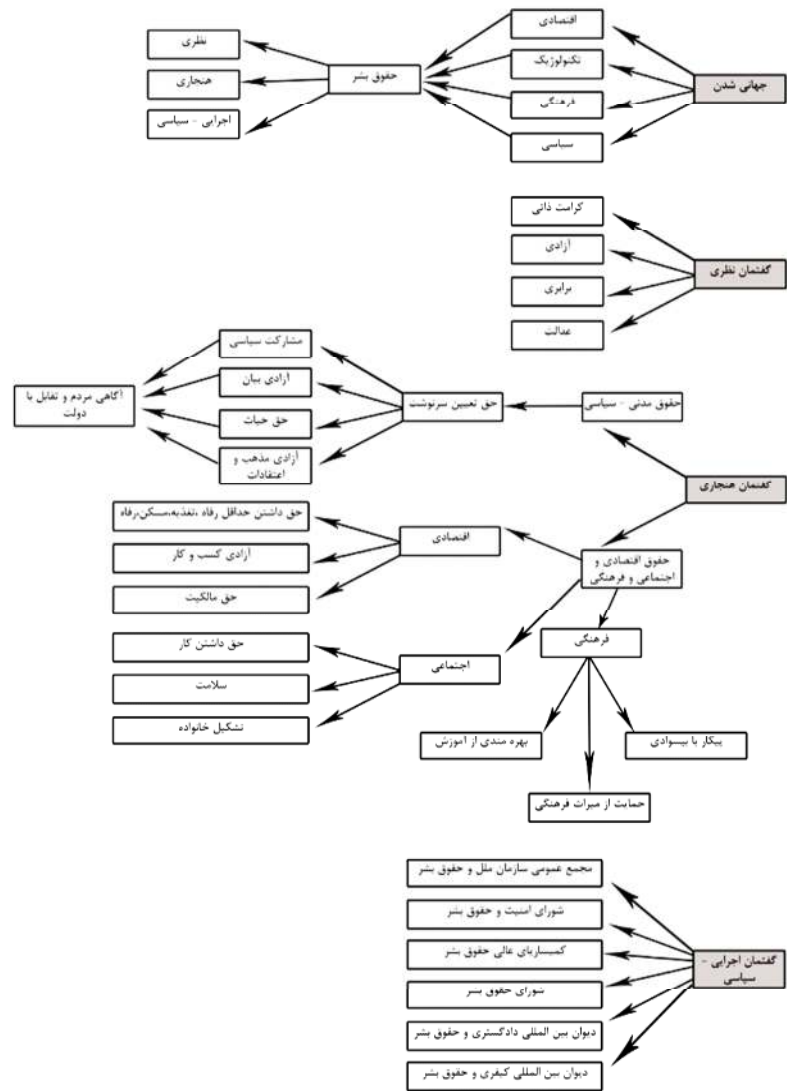 جهانی شدن
اقتصادی
تکنولوژیک
فرهنگی
سیاسی
حقوق بشر
نظری
هنجاری
اجرایی - سیاسی
گفتمان نظری
کرامت ذاتی
آزادی
برابری
عدالت
گفتمان هنجاری
حقوق مدنی - سیاسی
حق تعیین سرنوشت
مشارکت سیاسی
آزادی بیان
حق حیات
آزادی مذهب و
اعتقادات
آگاهی مردم و تقابل با
دولت
حقوق اقتصادی و
اجتماعی و فرهنگی
اقتصادی
حق داشتن حداقل رفاه ،تغذیه،مسکن،رفاه
آزادی کسب و کار
حق مالکیت
اجتماعی
حق داشتن کار
سلامت
تشکیل خانواده
فرهنگی
پیکار با بیسوادی
بهره مندی از آموزش
حمایت از میراث فرهنگی
گفتمان اجرایی -
سیاسی
مجمع عمومی سازمان ملل و حقوق بشر
شورای امنیت و حقوق بشر
کمیساریای عالی حقوق بشر
شورای حقوق بشر
دیوان بین المللی دادگستری و حقوق بشر
دیوان بین المللی کیفری و حقوق بشر